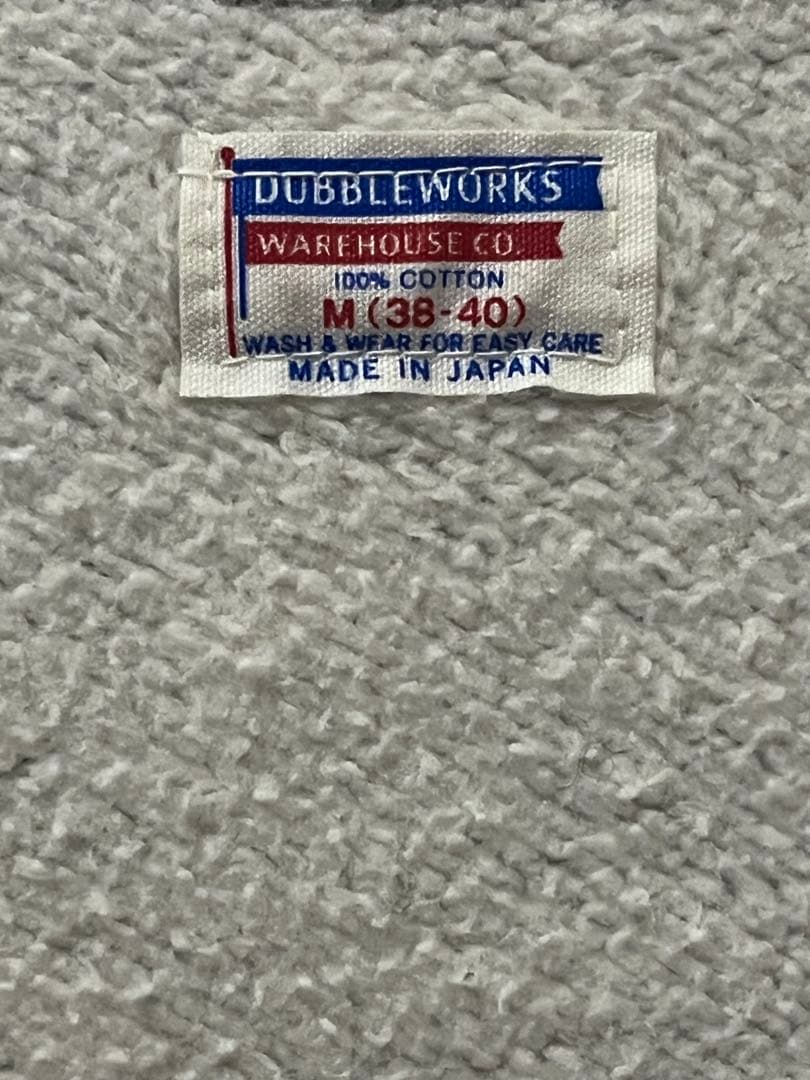 DUBBLEWORKS
WAREHOUSE CO.
100% COTTON
M (38-40)
WASH & WEAR FOR EASY CARE
MADE IN JAPAN